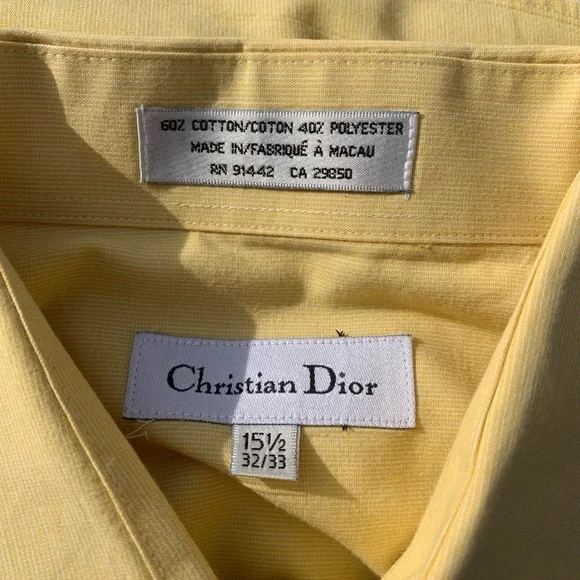 60% COTTON/COTON 40% POLYESTER
MADE IN/FABRIQUÉ À MACAU
RN 91442 CA 29850
Christian Dior
15½
32/33